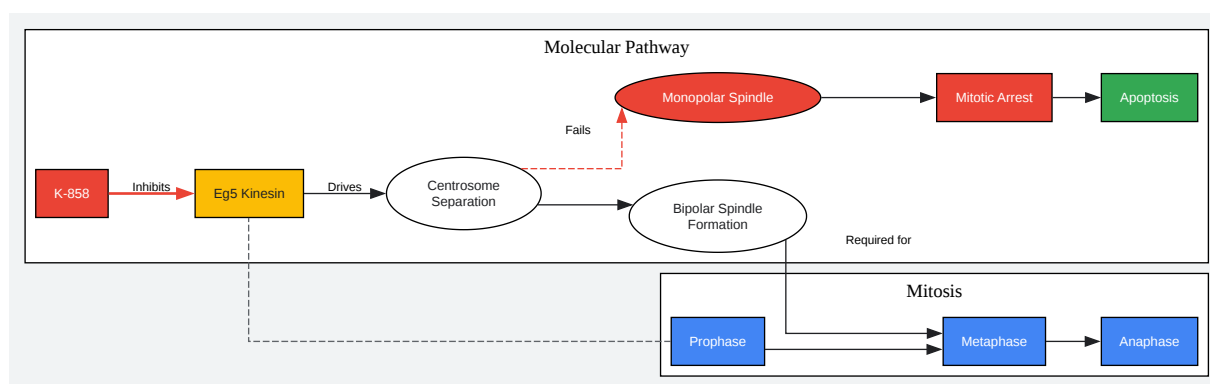 Molecular Pathway
Monopolar Spindle
Mitotic Arrest
Apoptosis
Fails
K-858
Inhibits
Eg5 Kinesin
Drives
Centrosome
Separation
Bipolar Spindle
Formation
Required for
Mitosis
Prophase
Metaphase
Anaphase